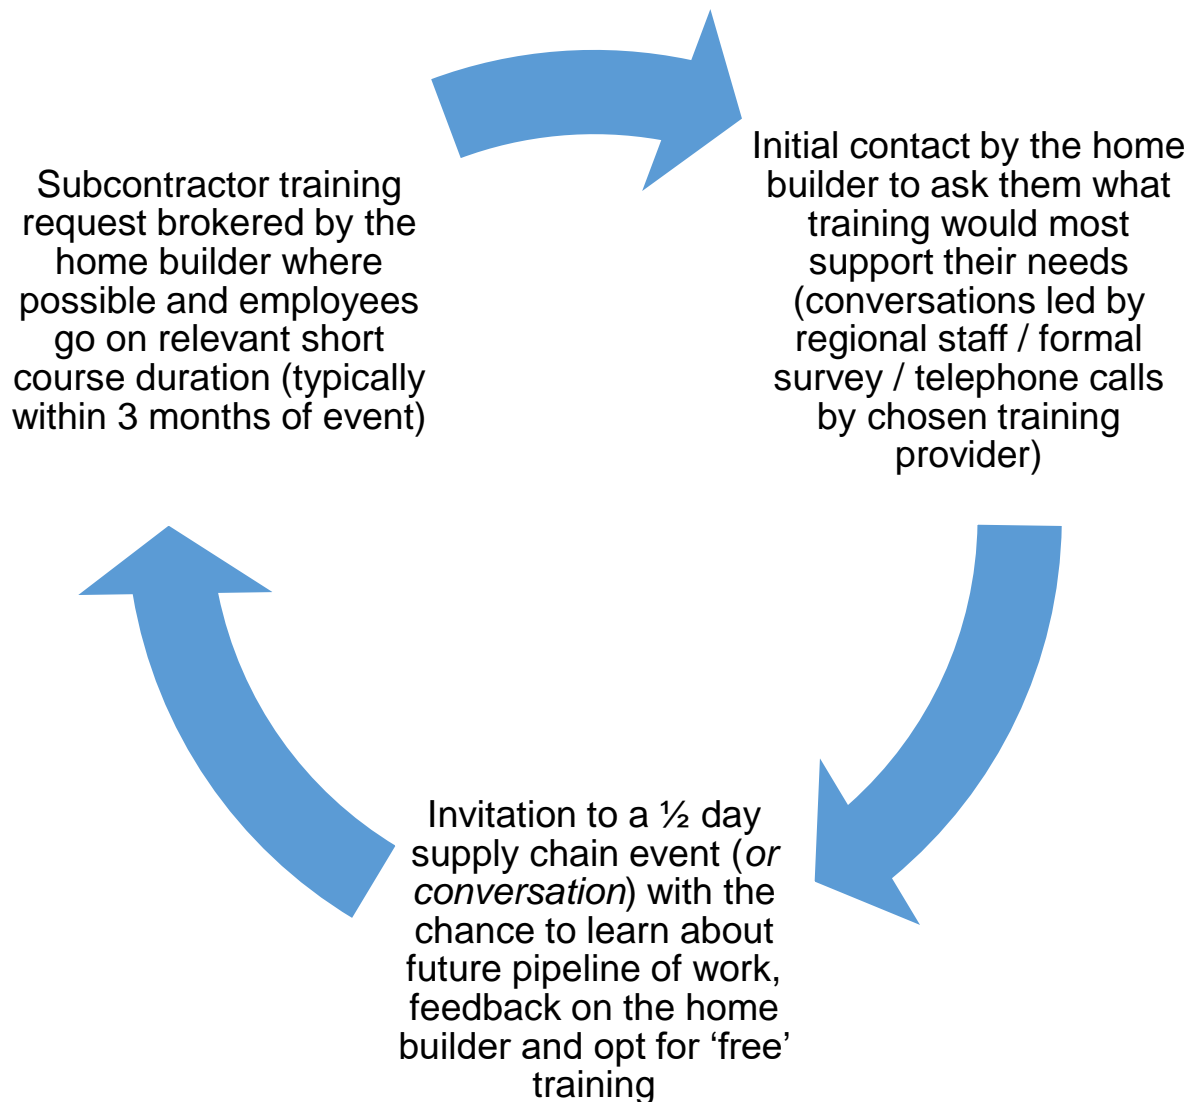 Subcontractor training
request brokered by the
home builder where
possible and employees
go on relevant short
course duration (typically
within 3 months of event)
Initial contact by the home
builder to ask them what
training would most
support their needs
(conversations led by
regional staff / formal
survey / telephone calls
by chosen training
provider)
Invitation to a ½ day
supply chain event (or
conversation) with the
chance to learn about
future pipeline of work,
feedback on the home
builder and opt for ‘free’
training